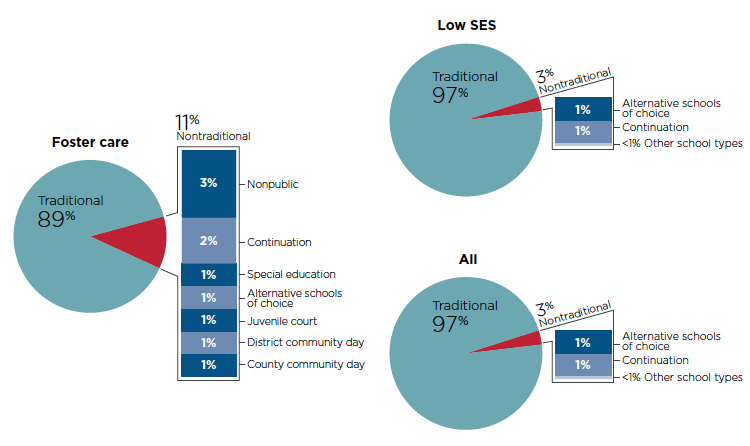 Foster care
Traditional
89%
11%
Nontraditional
3%
Nonpublic
2%
Continuation
1%
Special education
1%
Alternative schools
of choice
1%
Juvenile court
1%
District community day
1%
County community day
Low SES
Traditional
97%
3%
Nontraditional
1%
Alternative schools
of choice
1%
Continuation
<1% Other school types
All
Traditional
97%
3%
Nontraditional
1%
Alternative schools
of choice
1%
Continuation
<1% Other school types